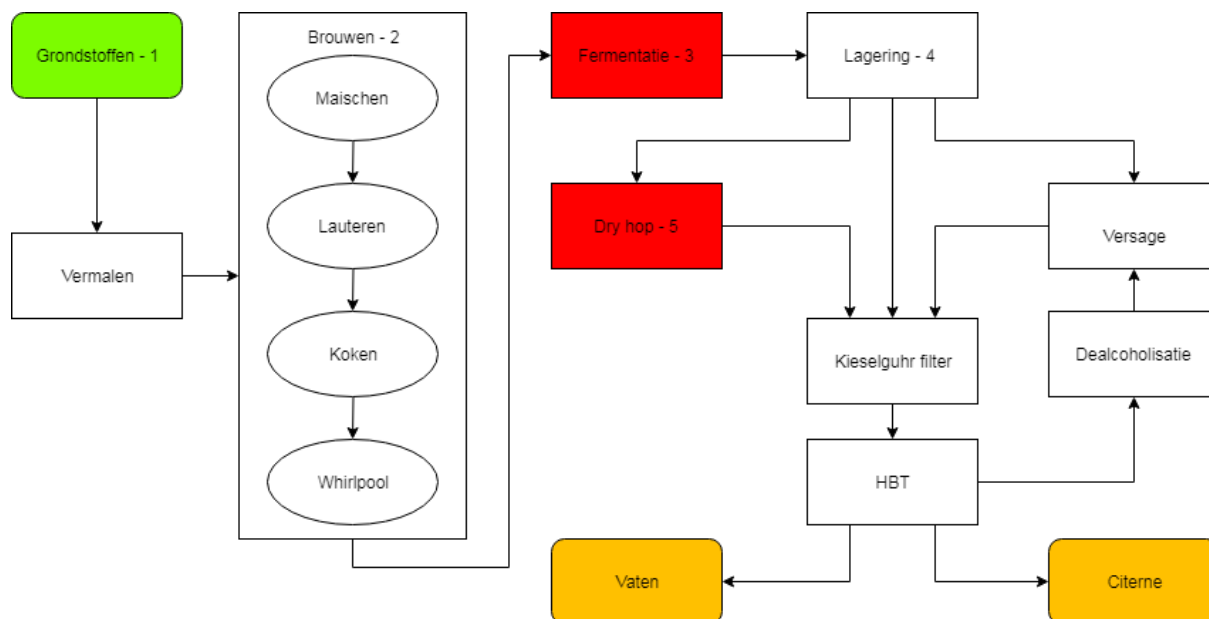 Grondstoffen - 1
Vermalen
Brouwen - 2
Maischen
Lauteren
Koken
Whirlpool
Fermentatie - 3
Lagering - 4
Dry hop - 5
Versage
Kieselguhr filter
Dealcoholisatie
HBT
Vaten
Citerne